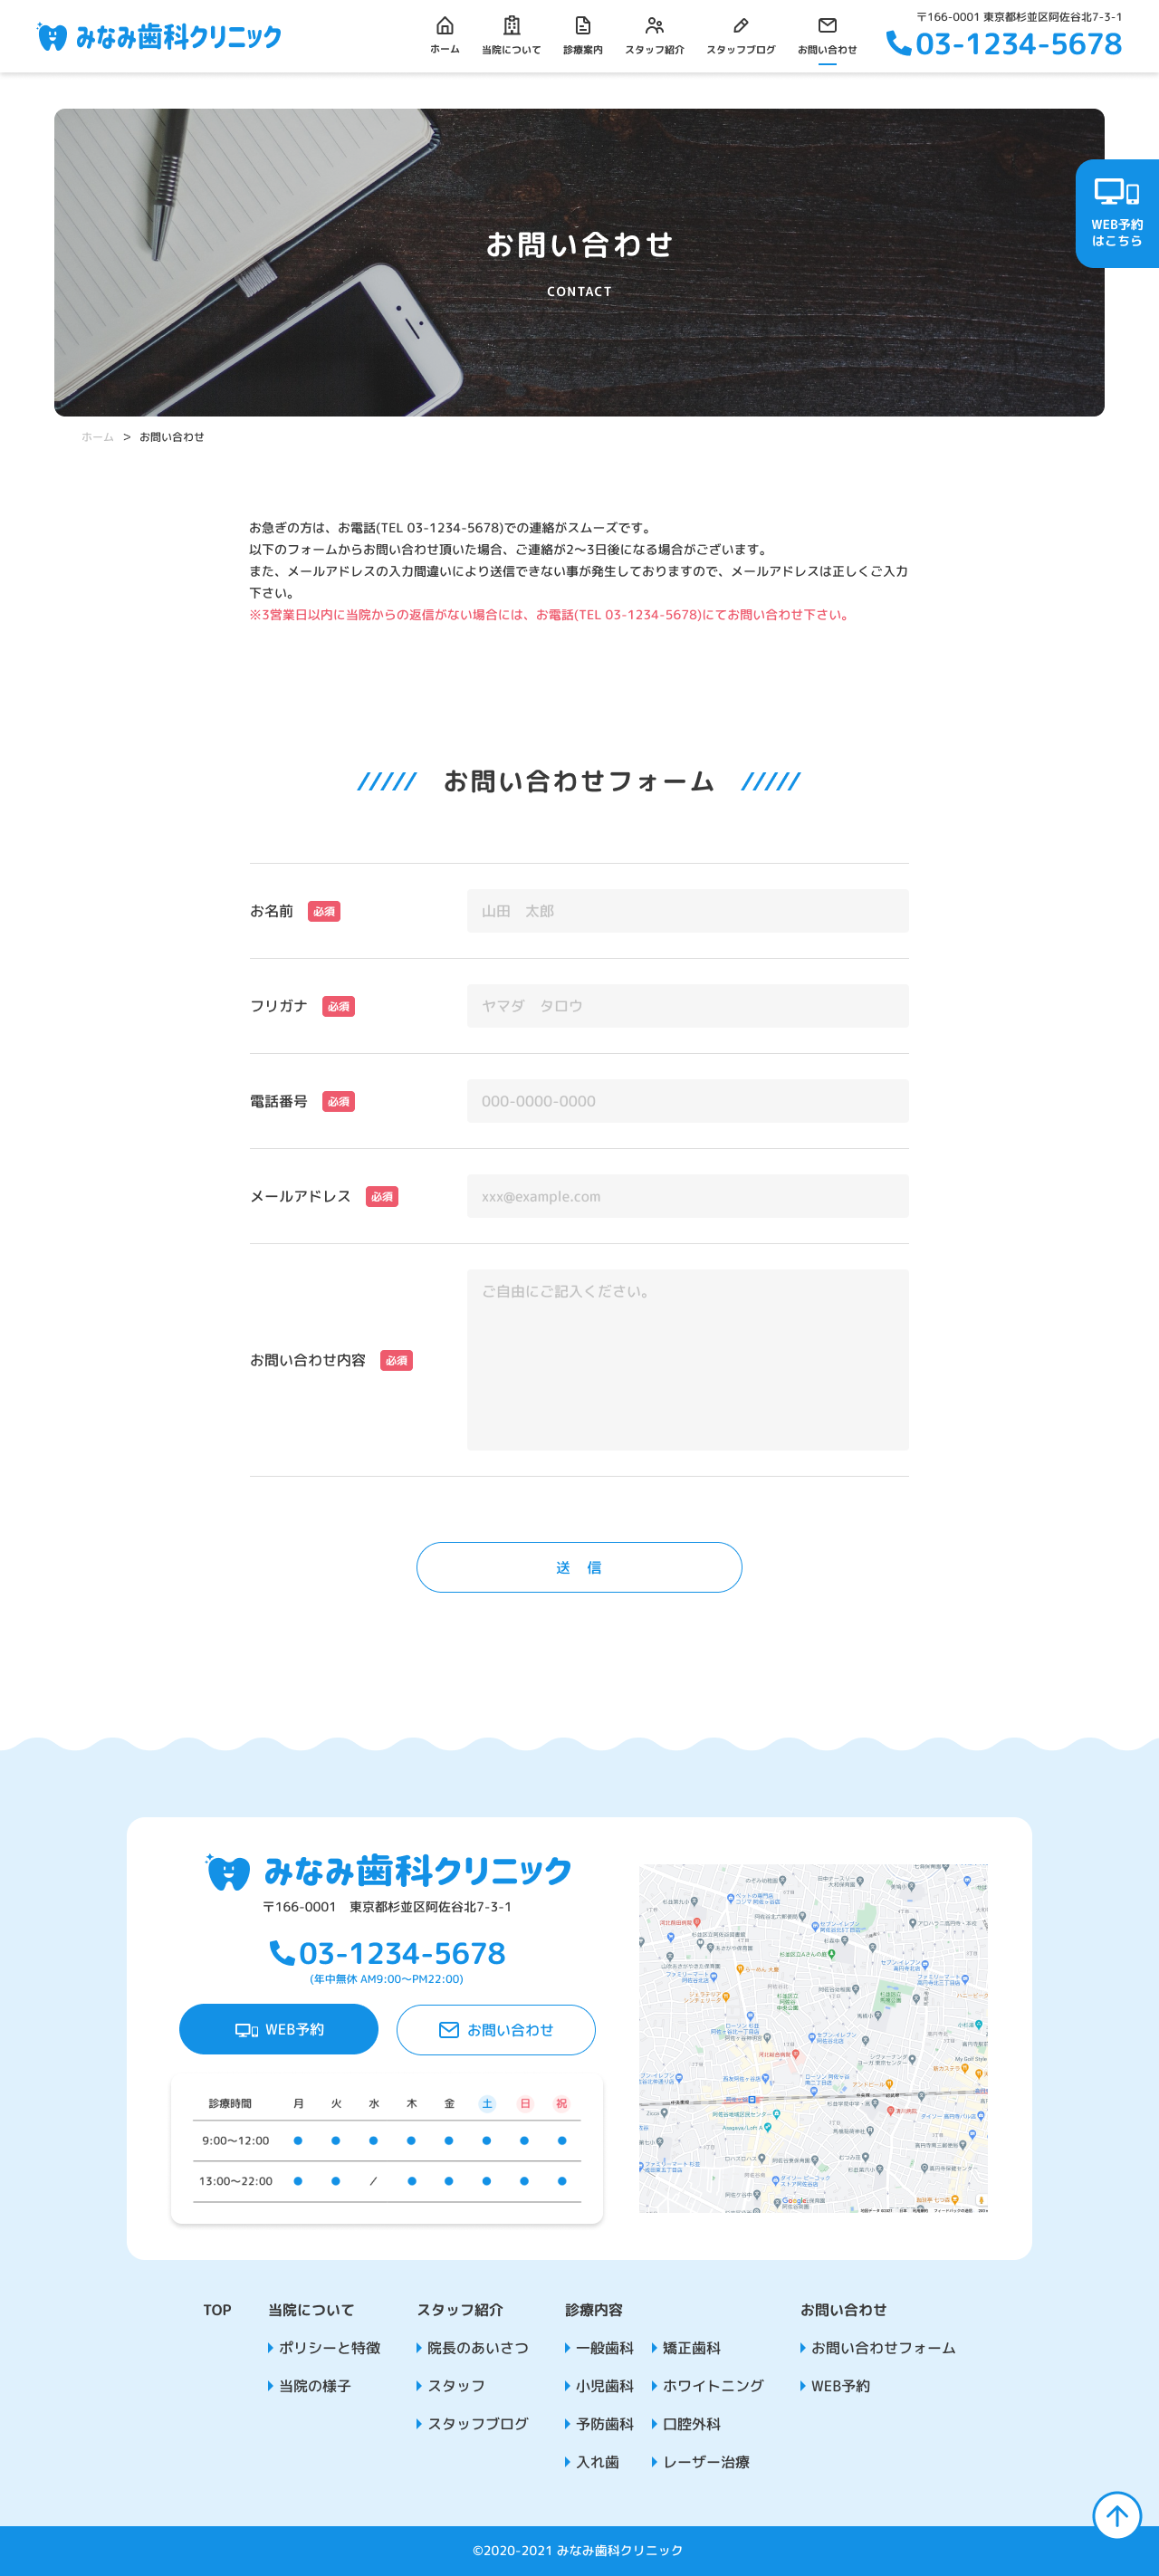 みなみ歯科クリニック
ホーム
当院について
診療案内
スタッフ紹介
スタッフブログ
お問い合わせ
〒166-0001 東京都杉並区阿佐谷北7-3-1
03-1234-5678
WEB予約
はこちら
お問い合わせ
CONTACT
ホーム > お問い合わせ
お急ぎの方は、お電話(TEL 03-1234-5678)での連絡がスムーズです。
以下のフォームからお問い合わせ頂いた場合、ご連絡が2〜3日後になる場合がございます。
また、メールアドレスの入力間違いにより送信できない事が発生しておりますので、メールアドレスは正しくご入力
下さい。
※3営業日以内に当院からの返信がない場合には、お電話(TEL 03-1234-5678)にてお問い合わせ下さい。
お問い合わせフォーム
お名前 必須 山田　太郎
フリガナ 必須 ヤマダ　タロウ
電話番号 必須 000-0000-0000
メールアドレス 必須 xxx@example.com
お問い合わせ内容 必須 ご自由にご記入ください。
送　信
みなみ歯科クリニック
〒166-0001　東京都杉並区阿佐谷北7-3-1
03-1234-5678
(年中無休 AM9:00〜PM22:00)
WEB予約
お問い合わせ
診療時間 月 火 水 木 金 土 日 祝
9:00〜12:00 ● ● ● ● ● ● ● ●
13:00〜22:00 ● ● / ● ● ● ● ●
Google
TOP
当院について
ポリシーと特徴
当院の様子
スタッフ紹介
院長のあいさつ
スタッフ
スタッフブログ
診療内容
一般歯科
小児歯科
予防歯科
入れ歯
矯正歯科
ホワイトニング
口腔外科
レーザー治療
お問い合わせ
お問い合わせフォーム
WEB予約
©2020-2021 みなみ歯科クリニック